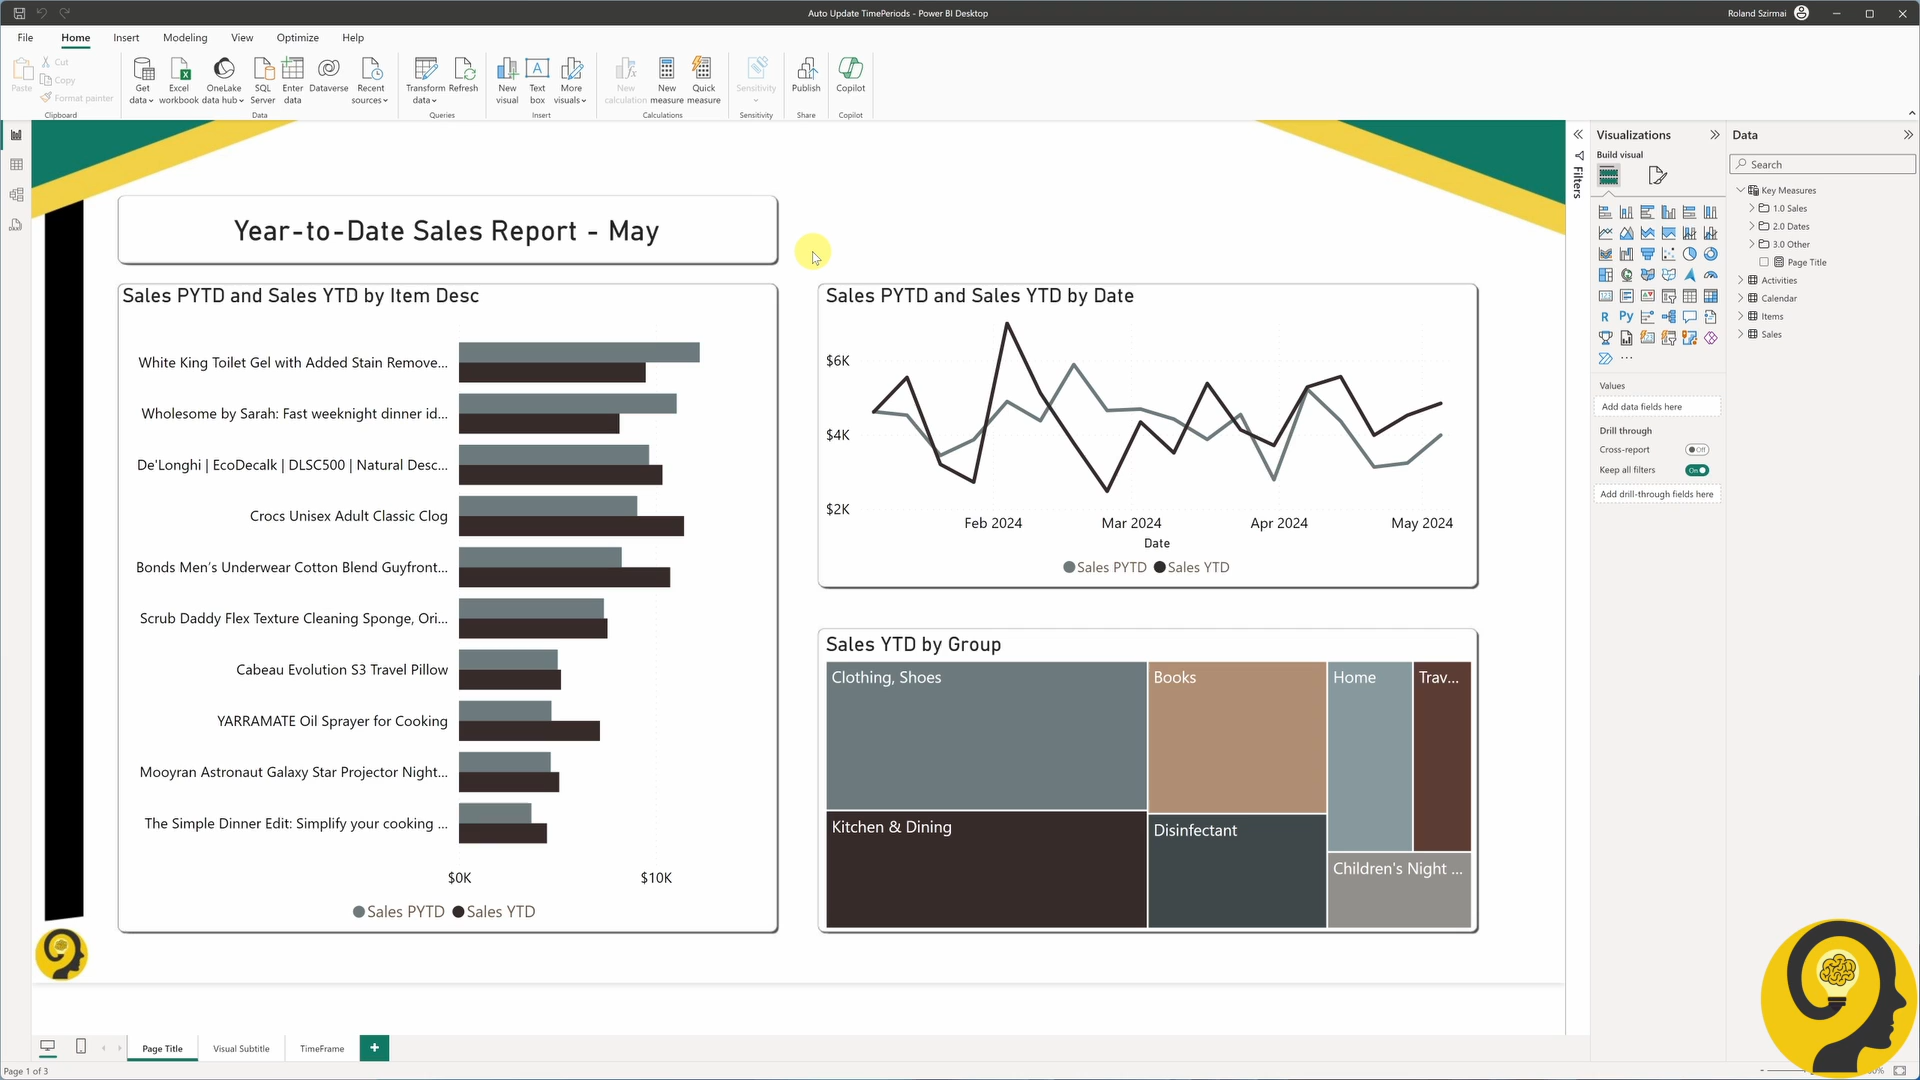 Auto Update TimePeriods - Power BI Desktop
Roland Szirmai
File Home Insert Modeling View Optimize Help
Paste
Cut
Copy
Format painter
Clipboard
Get data
Excel workbook
OneLake data hub
SQL Server
Enter data
Dataverse
Recent sources
Data
Transform data
Refresh
Queries
New visual
Text box
More visuals
Insert
New calculation
New measure
Quick measure
Calculations
Sensitivity
Sensitivity
Publish
Share
Copilot
Copilot
Year-to-Date Sales Report - May
Sales PYTD and Sales YTD by Item Desc
White King Toilet Gel with Added Stain Remove...
Wholesome by Sarah: Fast weeknight dinner id...
De'Longhi | EcoDecalk | DLSC500 | Natural Desc...
Crocs Unisex Adult Classic Clog
Bonds Men's Underwear Cotton Blend Guyfront...
Scrub Daddy Flex Texture Cleaning Sponge, Ori...
Cabeau Evolution S3 Travel Pillow
YARRAMATE Oil Sprayer for Cooking
Mooyran Astronaut Galaxy Star Projector Night...
The Simple Dinner Edit: Simplify your cooking ...
$0K $10K
Sales PYTD Sales YTD
Sales PYTD and Sales YTD by Date
$6K
$4K
$2K
Feb 2024 Mar 2024 Apr 2024 May 2024
Date
Sales PYTD Sales YTD
Sales YTD by Group
Clothing, Shoes
Books
Home
Trav...
Kitchen & Dining
Disinfectant
Children's Night ...
Filters
Visualizations
Build visual
R Py
Values
Add data fields here
Drill through
Cross-report Off
Keep all filters On
Add drill-through fields here
Data
Search
Key Measures
1.0 Sales
2.0 Dates
3.0 Other
Page Title
Activities
Calendar
Items
Sales
Page Title Visual Subtitle TimeFrame +
Page 1 of 3